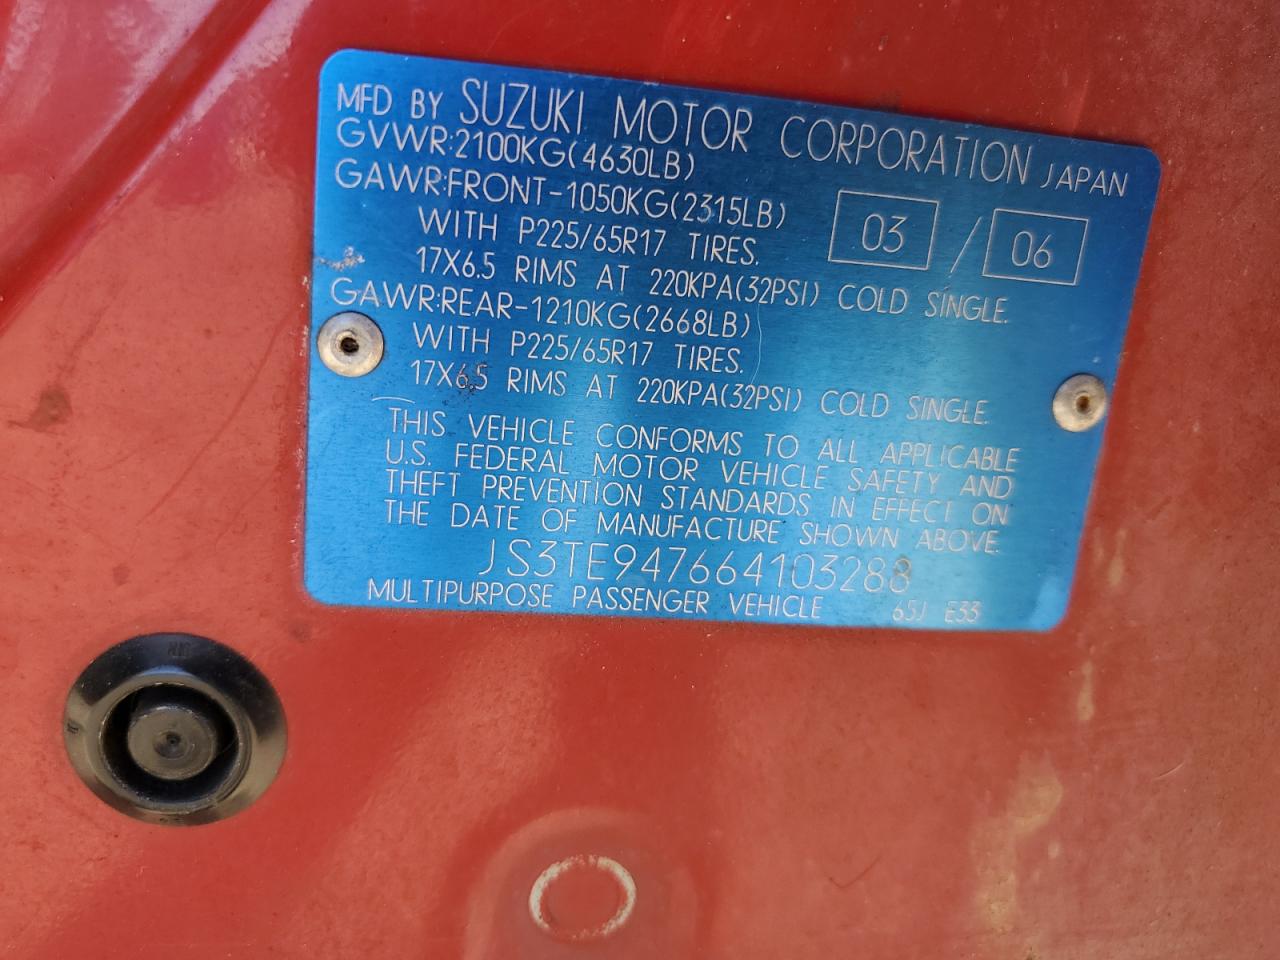 MFD BY SUZUKI MOTOR CORPORATION JAPAN
GVWR:2100KG(4630LB)
GAWR:FRONT-1050KG(2315LB)
03 / 06
WITH P225/65R17 TIRES.
17X6.5 RIMS AT 220KPA(32PSI) COLD SINGLE.
GAWR:REAR-1210KG(2668LB)
WITH P225/65R17 TIRES.
17X6.5 RIMS AT 220KPA(32PSI) COLD SINGLE.
THIS VEHICLE CONFORMS TO ALL APPLICABLE
U.S. FEDERAL MOTOR VEHICLE SAFETY AND
THEFT PREVENTION STANDARDS IN EFFECT ON
THE DATE OF MANUFACTURE SHOWN ABOVE.
JS3TE947664103288
MULTIPURPOSE PASSENGER VEHICLE 65J E33